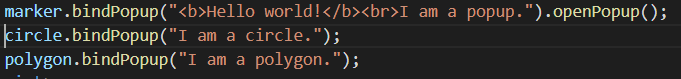 marker.bindPopup("<b>Hello world!</b><br>I am a popup.").openPopup();
circle.bindPopup("I am a circle.");
polygon.bindPopup("I am a polygon.");